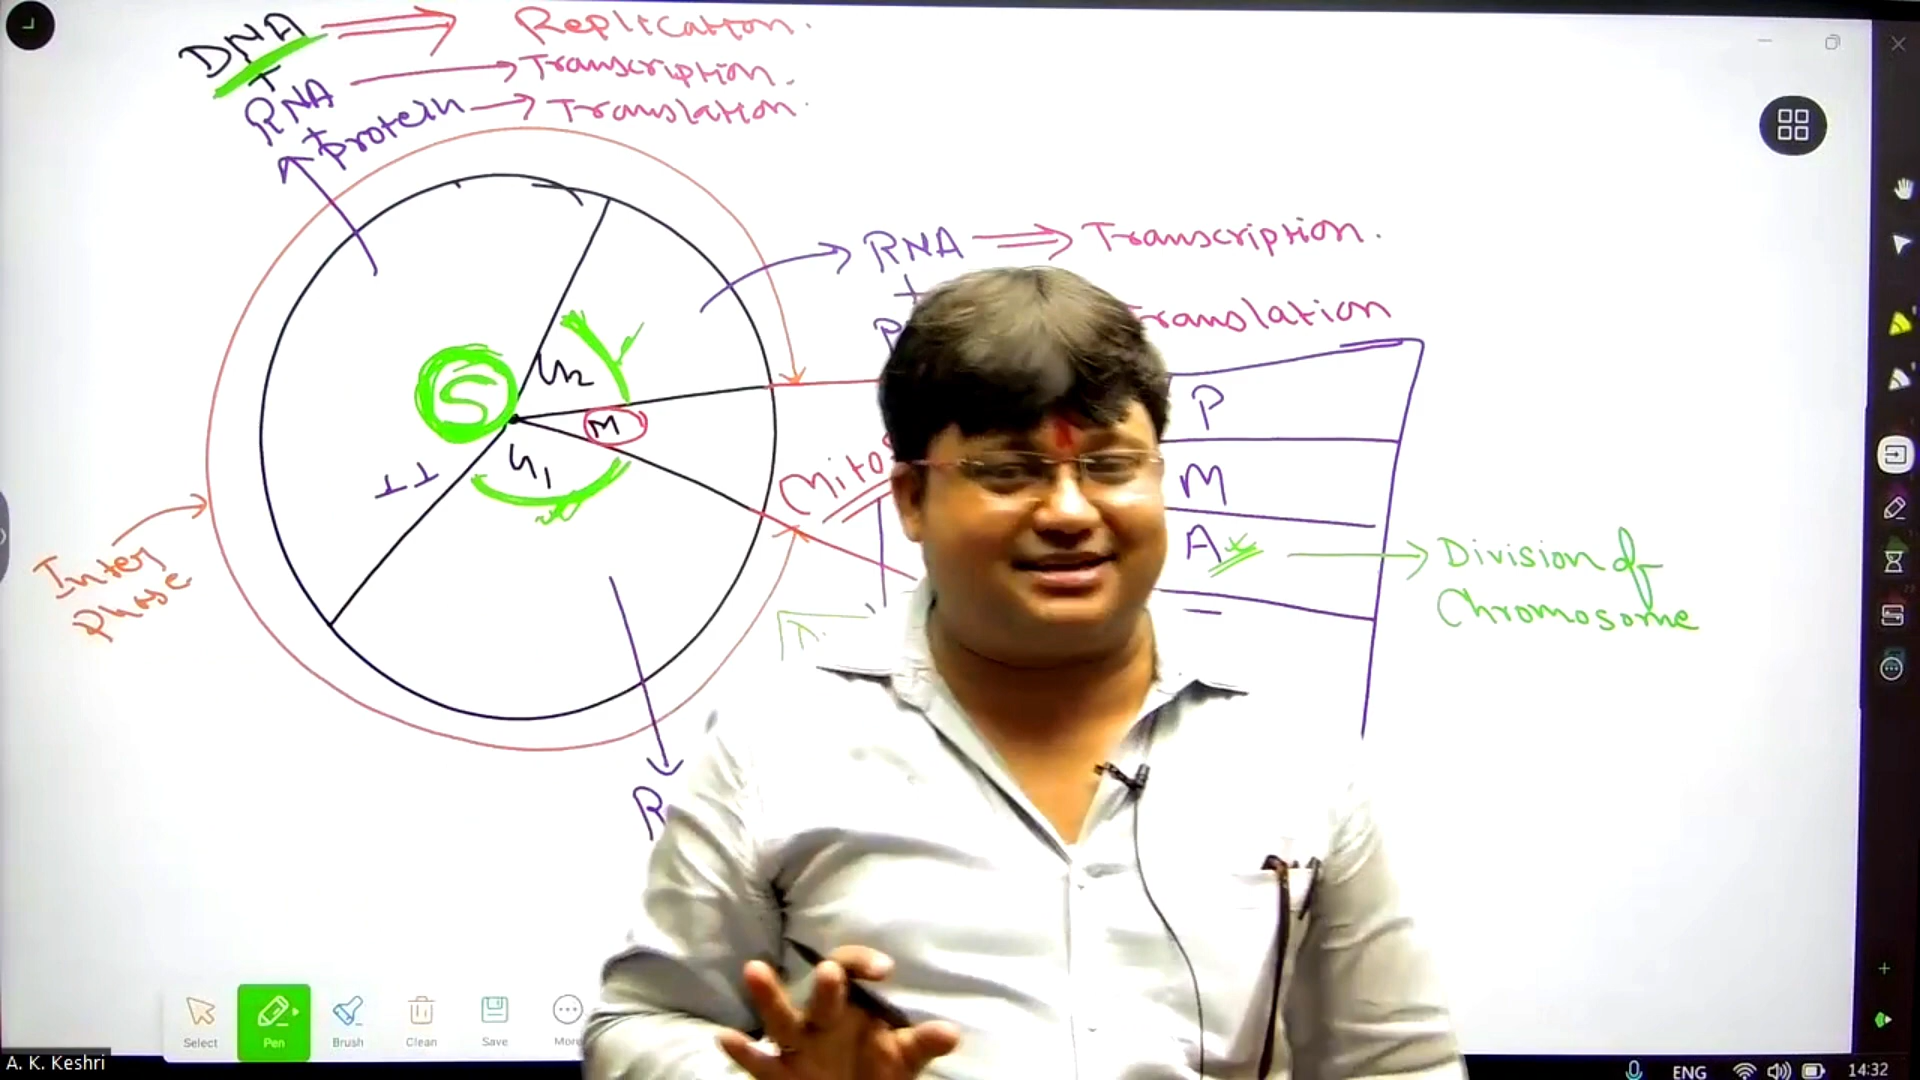 DNA ⇒ Replication.
+
RNA → Transcription.
+
Protein → Translation.
RNA ⇒ Transcription.
+
Translation
S
G2
M
G1
Inter
phase
P
M
A
Division of
Chromosome
Select
Pen
Brush
Clean
Save
More
A. K. Keshri
ENG
14:32